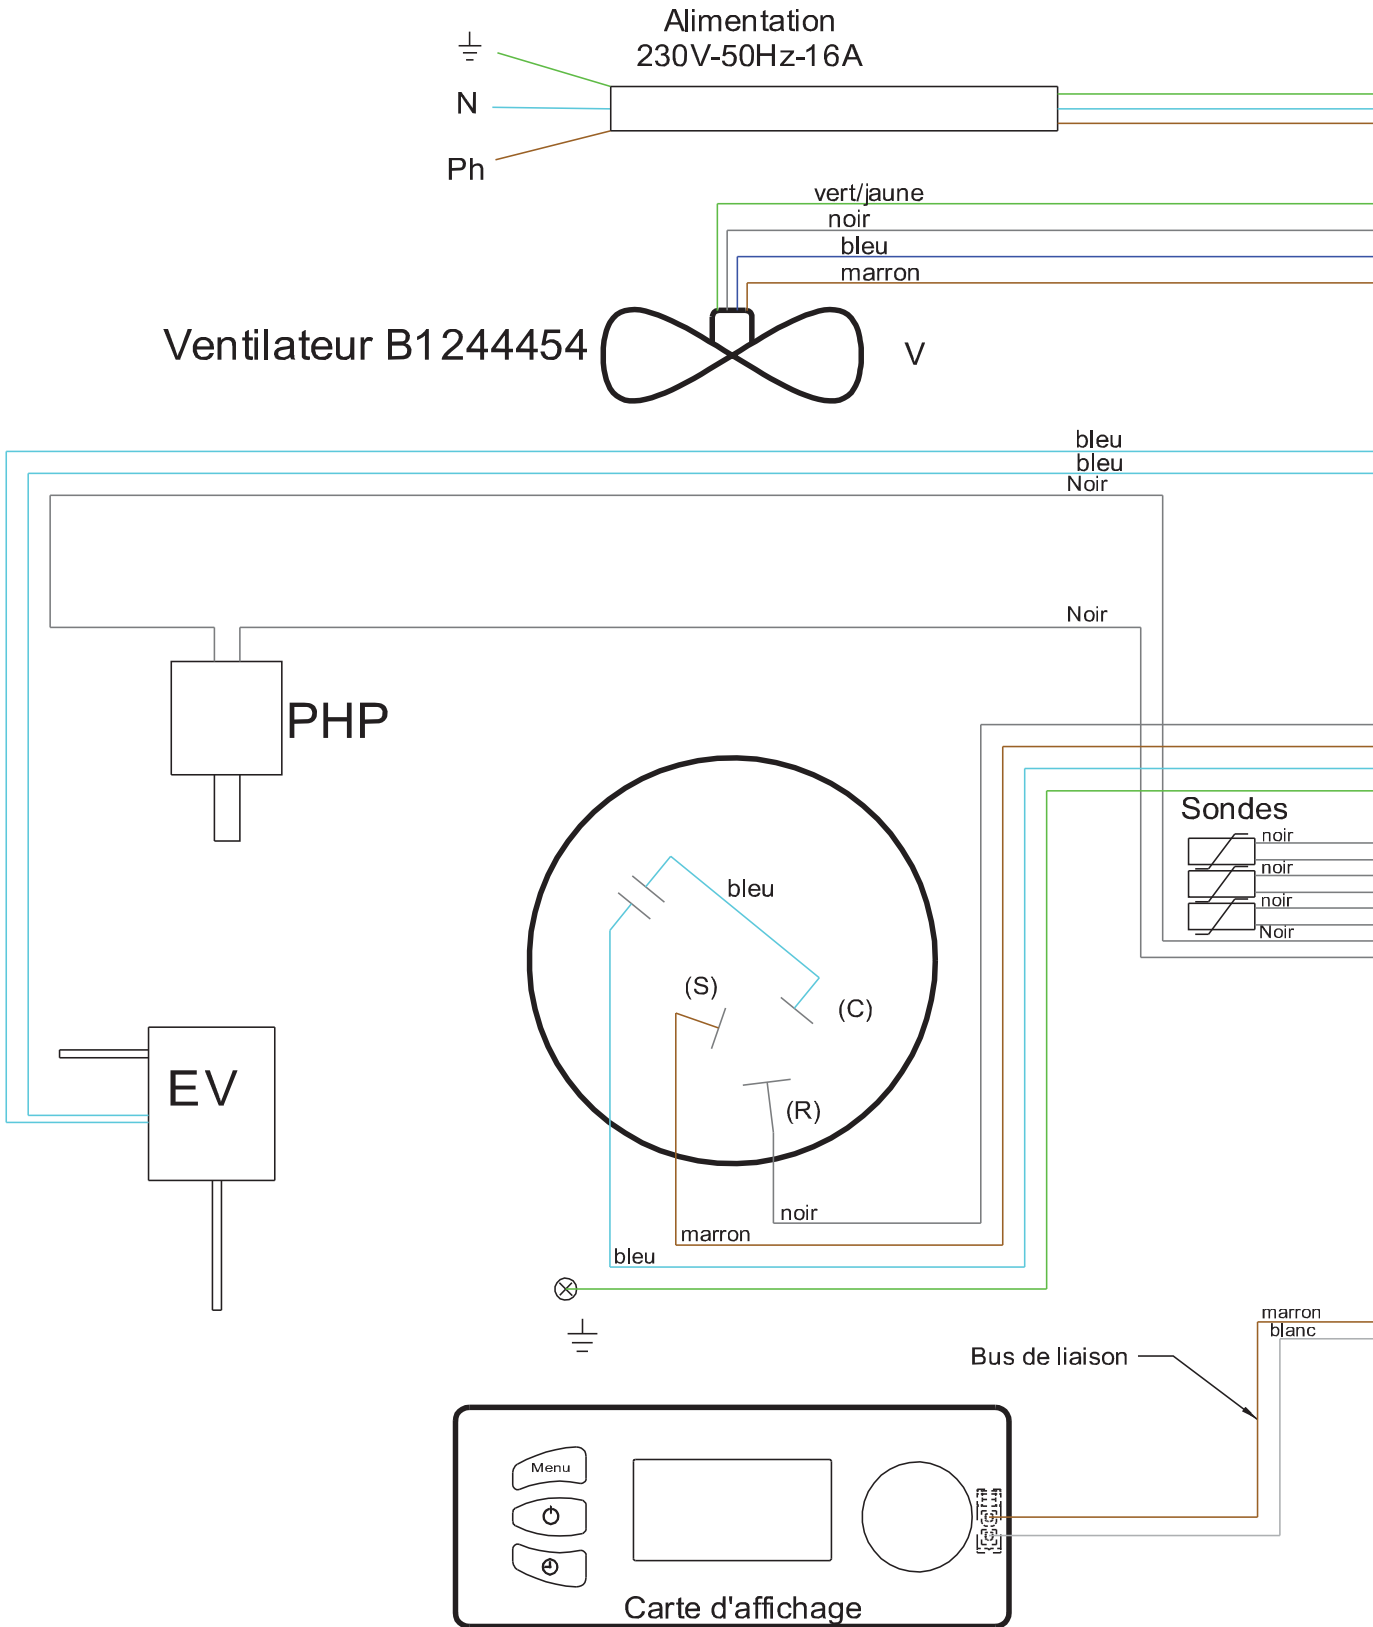 Alimentation
230V-50Hz-16A
N
Ph
vert/jaune
noir
bleu
marron
Ventilateur B1244454
V
bleu
bleu
Noir
Noir
PHP
Sondes
noir
noir
noir
Noir
bleu
(S)
(C)
(R)
EV
noir
marron
bleu
marron
blanc
Bus de liaison
Menu
Carte d'affichage